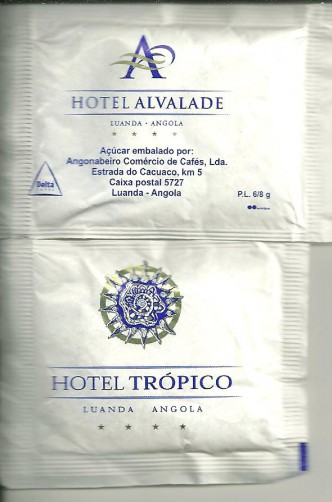 A
HOTEL ALVALADE
LUANDA - ANGOLA
Açúcar embalado por:
Angonabeiro Comércio de Cafés, Lda.
Estrada do Cacuaco, km 5
Caixa postal 5727
Luanda - Angola
Delta
P.L. 6/8 g
HOTEL TRÓPICO
LUANDA ANGOLA